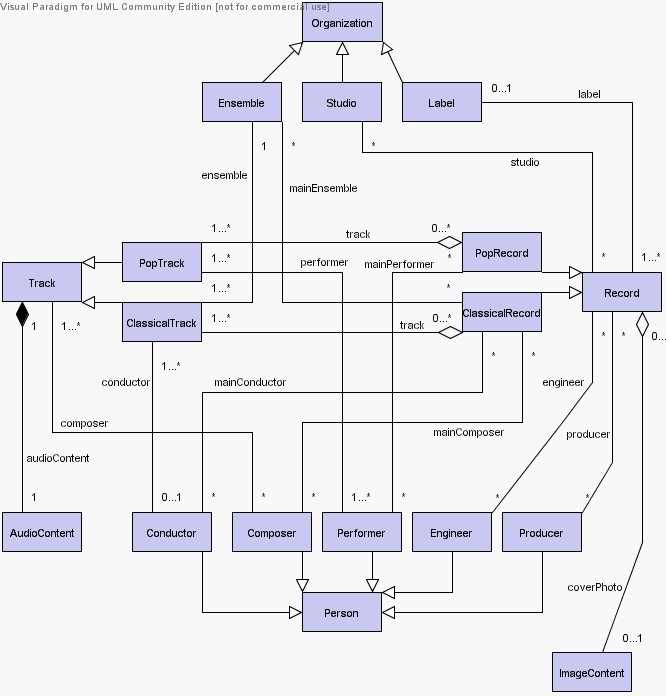 Visual Paradigm for UML Community Edition [not for commercial use]
Organization
Ensemble
Studio
Label
0...1
label
1
*
*
studio
ensemble
mainEnsemble
1...*
track
0...*
PopTrack
1...*
performer
mainPerformer
*
PopRecord
*
1...*
Track
1...*
*
Record
ClassicalTrack
1...*
track
0...*
ClassicalRecord
1
1...*
*
*
*
*
0...
1...*
conductor
mainConductor
engineer
composer
mainComposer
producer
audioContent
1
0...1
*
*
*
1...*
*
*
*
AudioContent
Conductor
Composer
Performer
Engineer
Producer
coverPhoto
Person
0...1
ImageContent